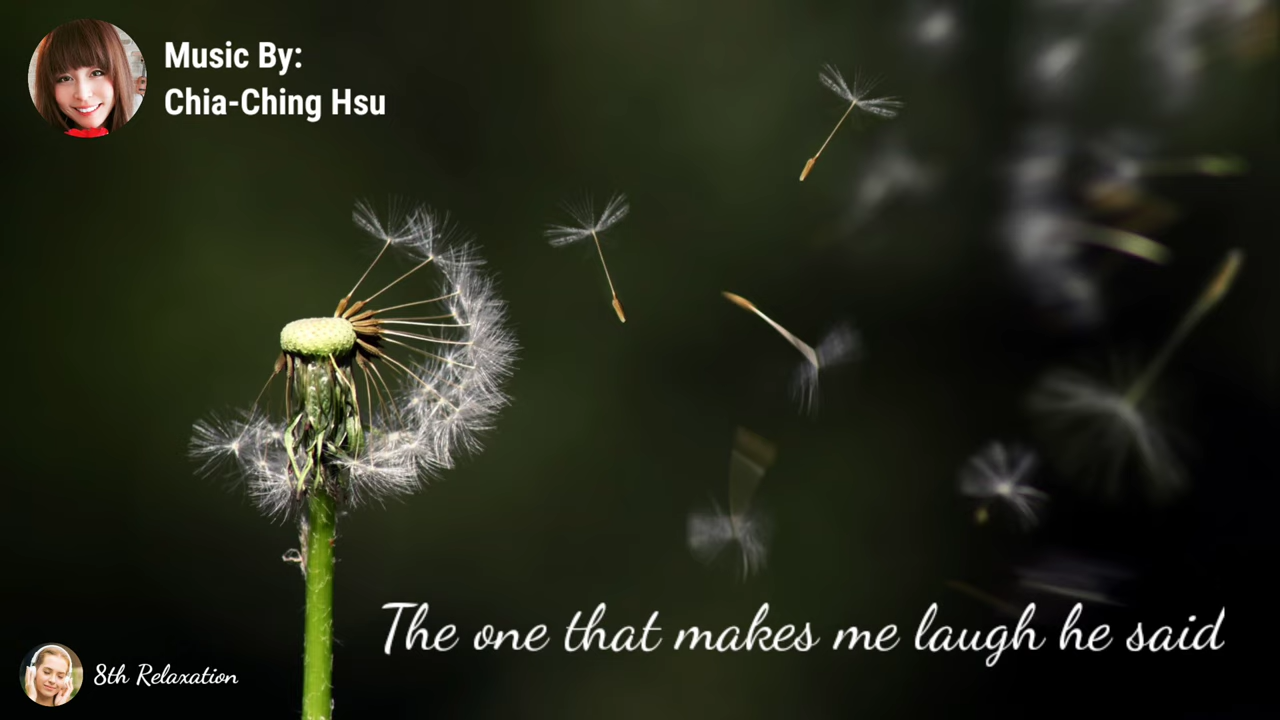 Music By:
Chia-Ching Hsu
The one that makes me laugh he said
8th Relaxation